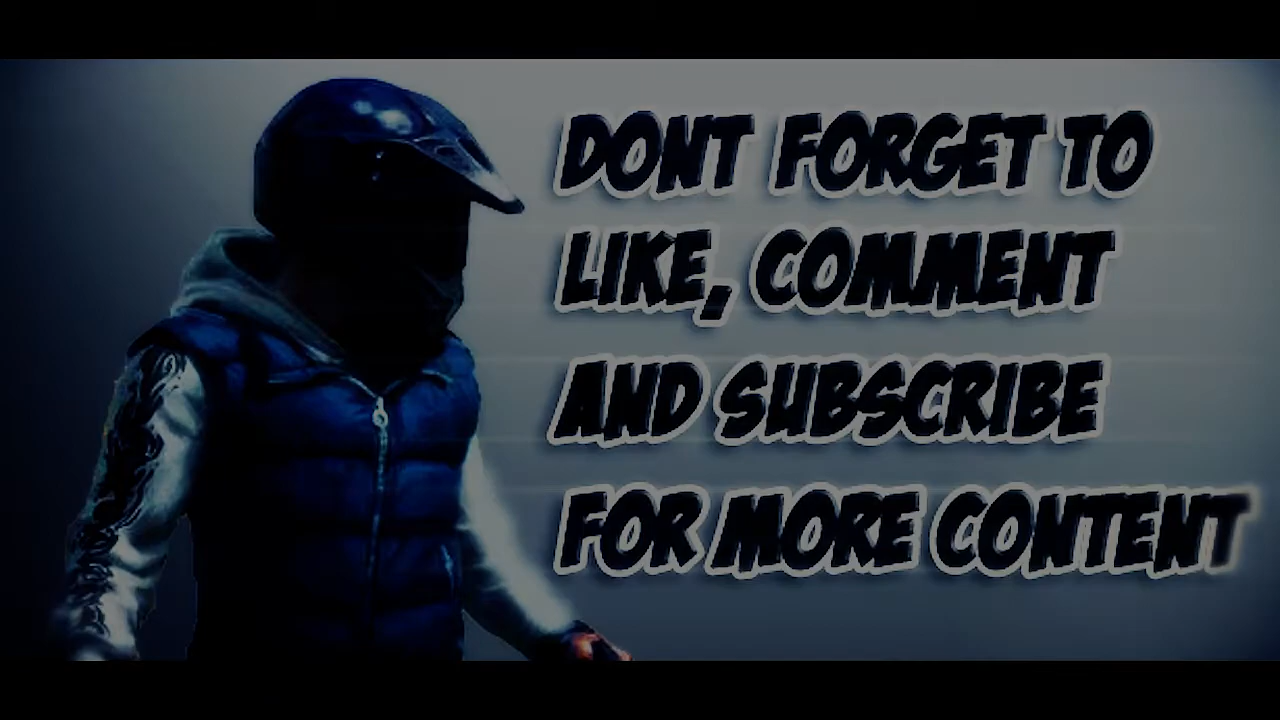 DONT FORGET TO
LIKE, COMMENT
AND SUBSCRIBE
FOR MORE CONTENT